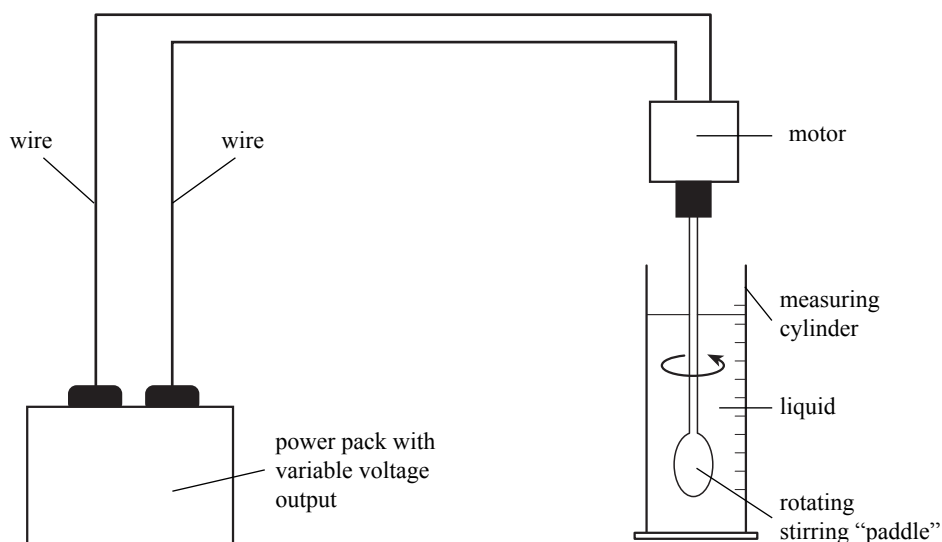 wire
wire
motor
measuring
cylinder
liquid
power pack with
variable voltage
output
rotating
stirring “paddle”